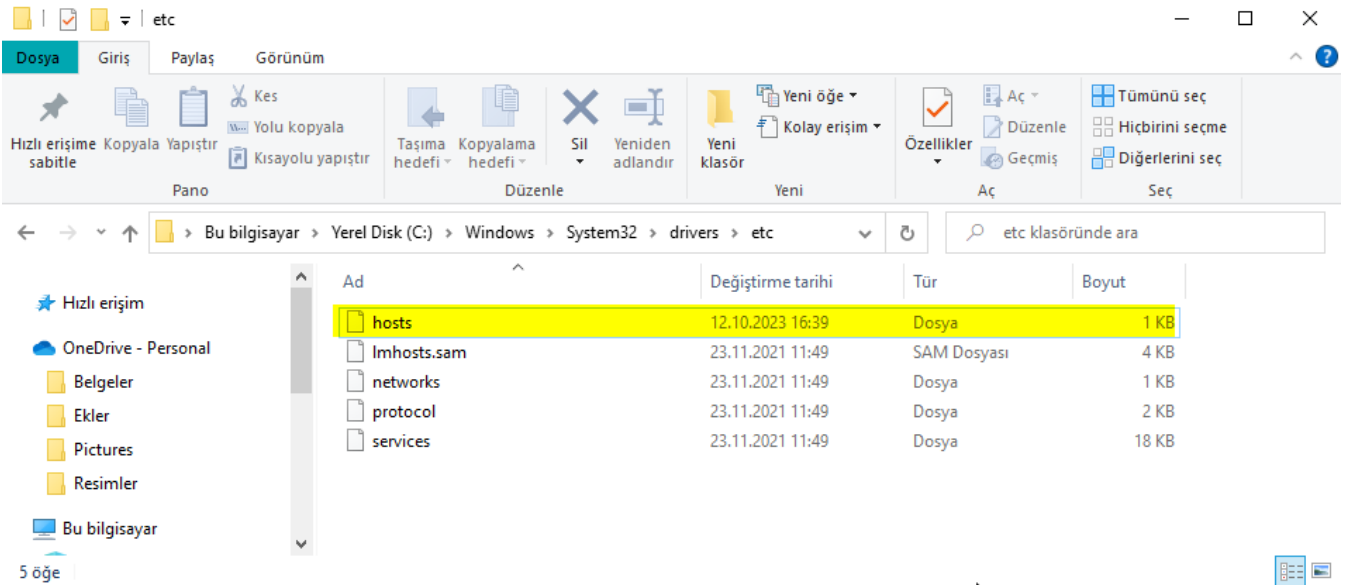 etc
Dosya Giriş Paylaş Görünüm
Hızlı erişime sabitle
Kopyala
Yapıştır
Kes
Yolu kopyala
Kısayolu yapıştır
Pano
Taşıma hedefi
Kopyalama hedefi
Sil
Yeniden adlandır
Düzenle
Yeni klasör
Yeni öğe
Kolay erişim
Yeni
Özellikler
Aç
Düzenle
Geçmiş
Aç
Tümünü seç
Hiçbirini seçme
Diğerlerini seç
Seç
Bu bilgisayar > Yerel Disk (C:) > Windows > System32 > drivers > etc
etc klasöründe ara
Hızlı erişim
OneDrive - Personal
Belgeler
Ekler
Pictures
Resimler
Bu bilgisayar
Ad Değiştirme tarihi Tür Boyut
hosts 12.10.2023 16:39 Dosya 1 KB
lmhosts.sam 23.11.2021 11:49 SAM Dosyası 4 KB
networks 23.11.2021 11:49 Dosya 1 KB
protocol 23.11.2021 11:49 Dosya 2 KB
services 23.11.2021 11:49 Dosya 18 KB
5 öğe